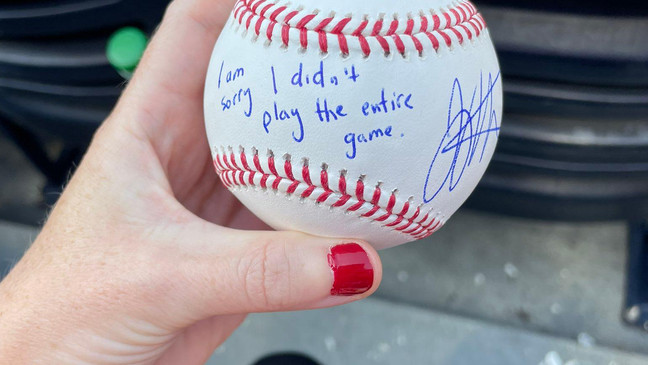 I am
sorry
I didn't
play the entire
game.